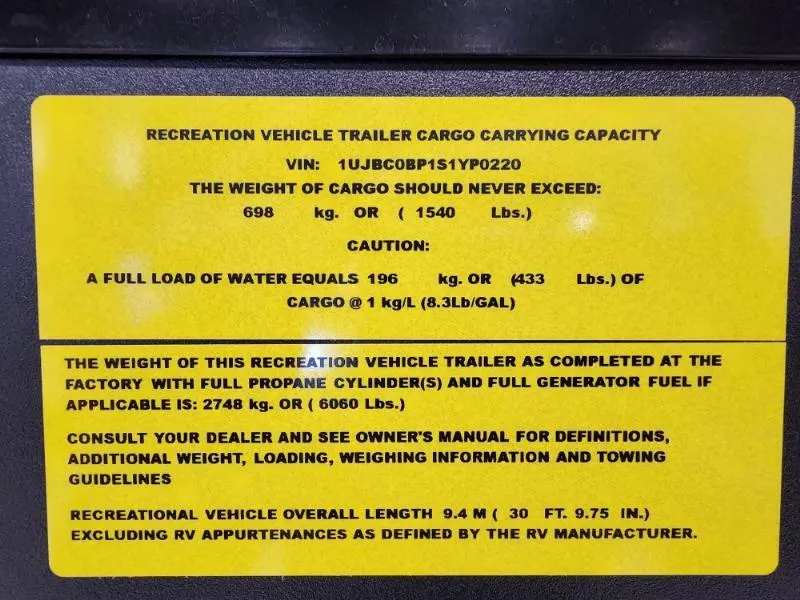 RECREATION VEHICLE TRAILER CARGO CARRYING CAPACITY
VIN: 1UJBC0BP1S1YP0220
THE WEIGHT OF CARGO SHOULD NEVER EXCEED:
698 kg. OR ( 1540 Lbs.)
CAUTION:
A FULL LOAD OF WATER EQUALS 196 kg. OR (433 Lbs.) OF
CARGO @ 1 kg/L (8.3Lb/GAL)
THE WEIGHT OF THIS RECREATION VEHICLE TRAILER AS COMPLETED AT THE
FACTORY WITH FULL PROPANE CYLINDER(S) AND FULL GENERATOR FUEL IF
APPLICABLE IS: 2748 kg. OR ( 6060 Lbs.)
CONSULT YOUR DEALER AND SEE OWNER'S MANUAL FOR DEFINITIONS,
ADDITIONAL WEIGHT, LOADING, WEIGHING INFORMATION AND TOWING
GUIDELINES
RECREATIONAL VEHICLE OVERALL LENGTH 9.4 M ( 30 FT. 9.75 IN.)
EXCLUDING RV APPURTENANCES AS DEFINED BY THE RV MANUFACTURER.